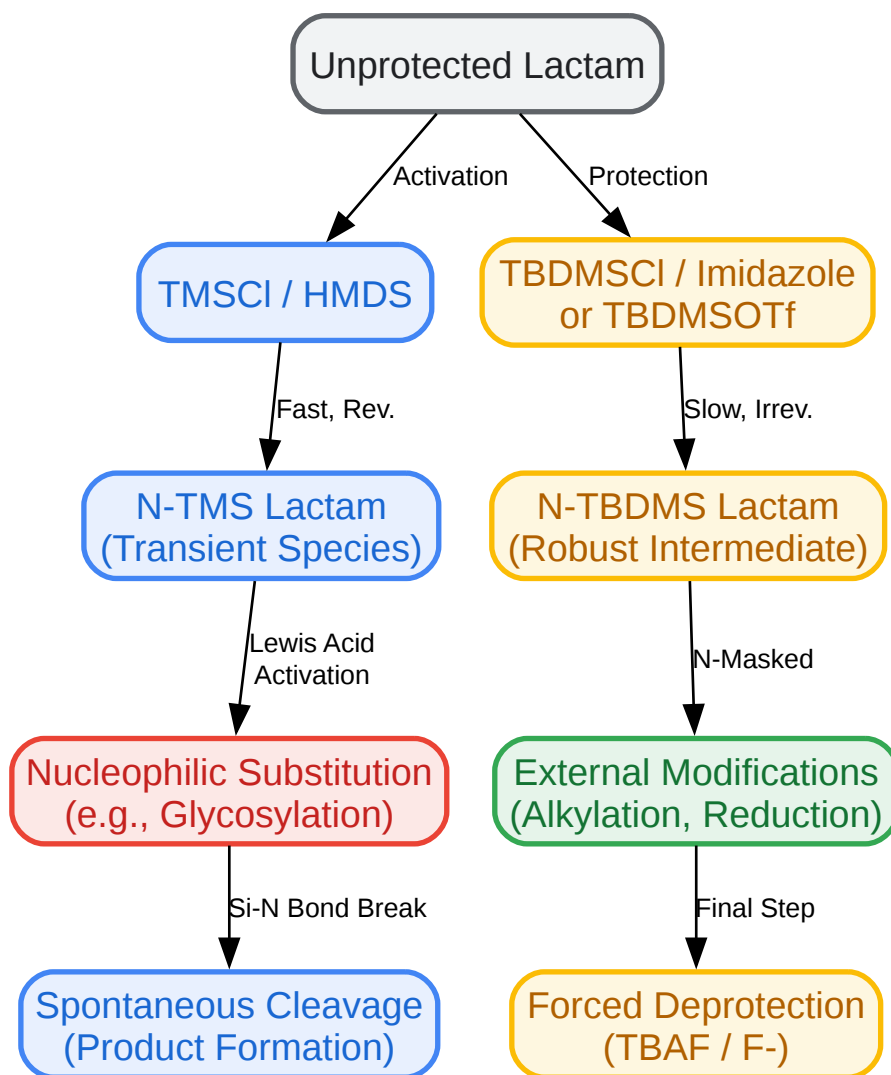 Unprotected Lactam
Activation
Protection
TMSCl / HMDS
TBDMSCl / Imidazole
or TBDMSOTf
Fast, Rev.
Slow, Irrev.
N-TMS Lactam
(Transient Species)
N-TBDMS Lactam
(Robust Intermediate)
Lewis Acid
Activation
N-Masked
Nucleophilic Substitution
(e.g., Glycosylation)
External Modifications
(Alkylation, Reduction)
Si-N Bond Break
Final Step
Spontaneous Cleavage
(Product Formation)
Forced Deprotection
(TBAF / F-)